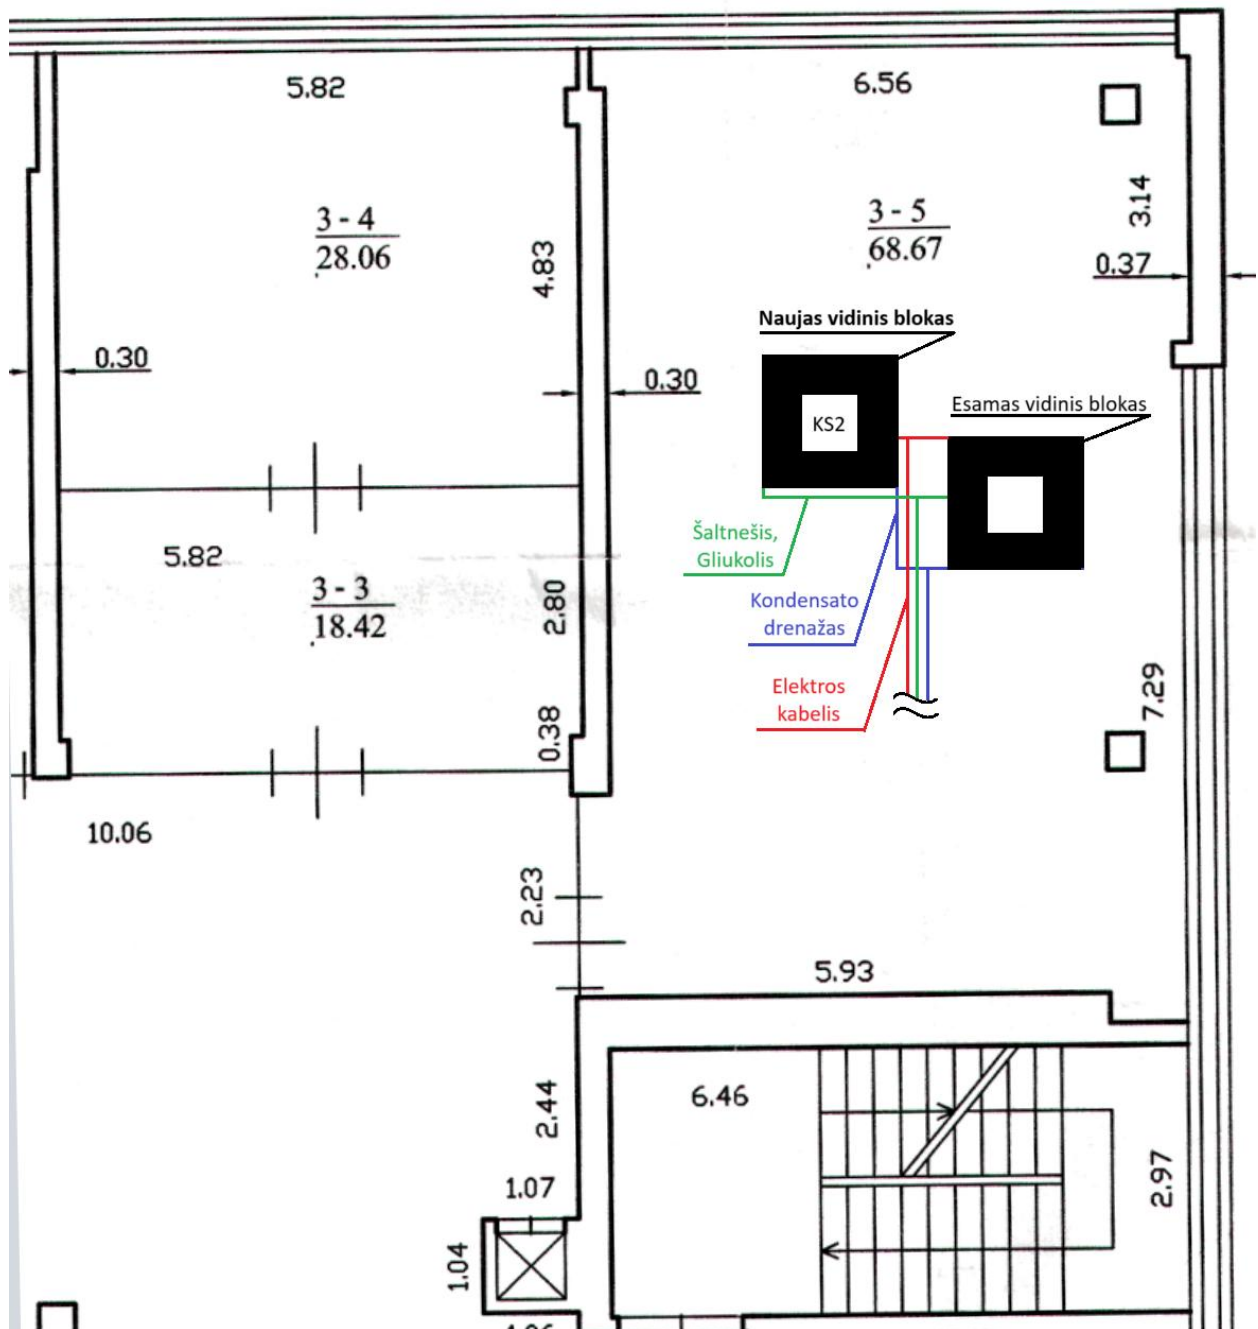 5.82
6.56
3.14
3 - 4
28.06
3 - 5
68.67
4.83
0.37
Naujas vidinis blokas
0.30
0.30
Esamas vidinis blokas
KS2
Šaltnešis,
Gliukolis
5.82
3 - 3
18.42
2.80
Kondensato
drenažas
Elektros
kabelis
7.29
0.38
10.06
2.23
5.93
6.46
2.44
2.97
1.07
1.04